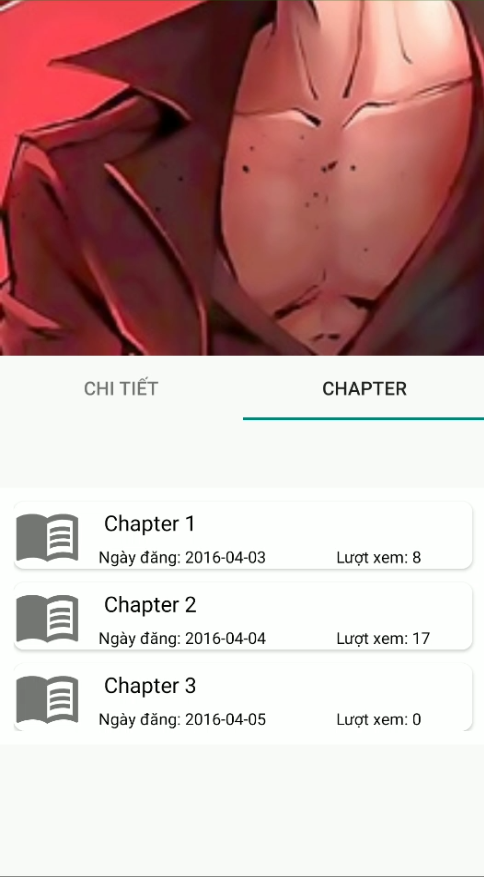 CHI TIẾT
CHAPTER
Chapter 1
Ngày đăng: 2016-04-03 Lượt xem: 8
Chapter 2
Ngày đăng: 2016-04-04 Lượt xem: 17
Chapter 3
Ngày đăng: 2016-04-05 Lượt xem: 0